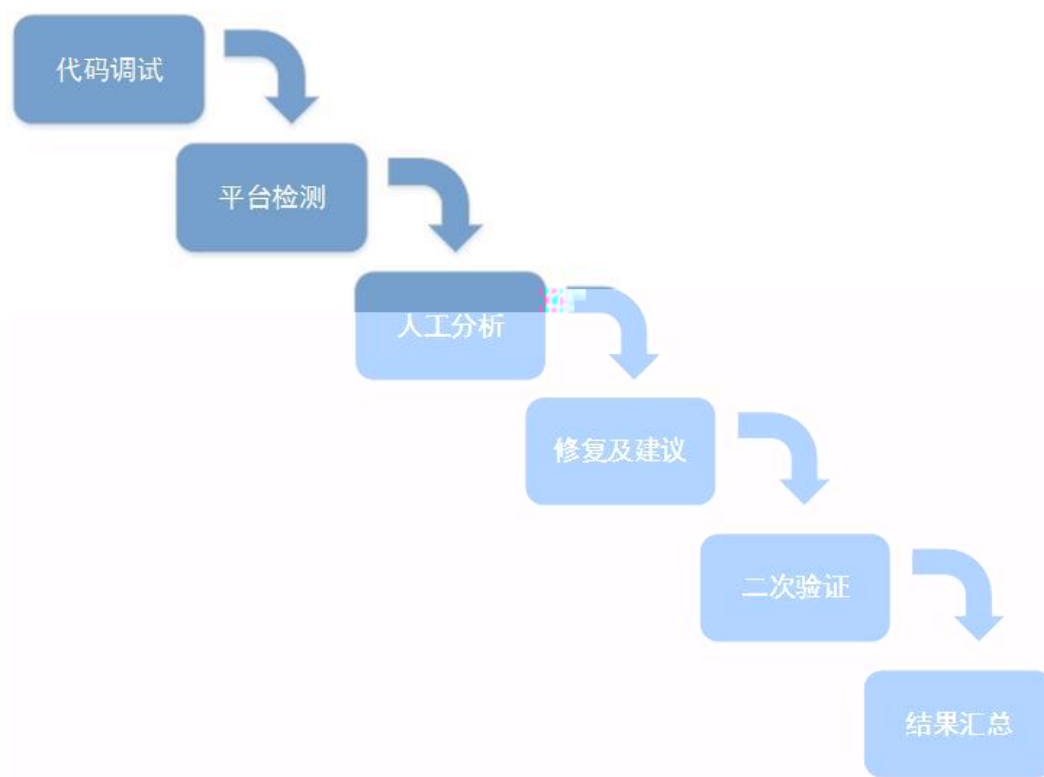 代码调试
平台检测
人工分析
修复及建议
二次验证
结果汇总